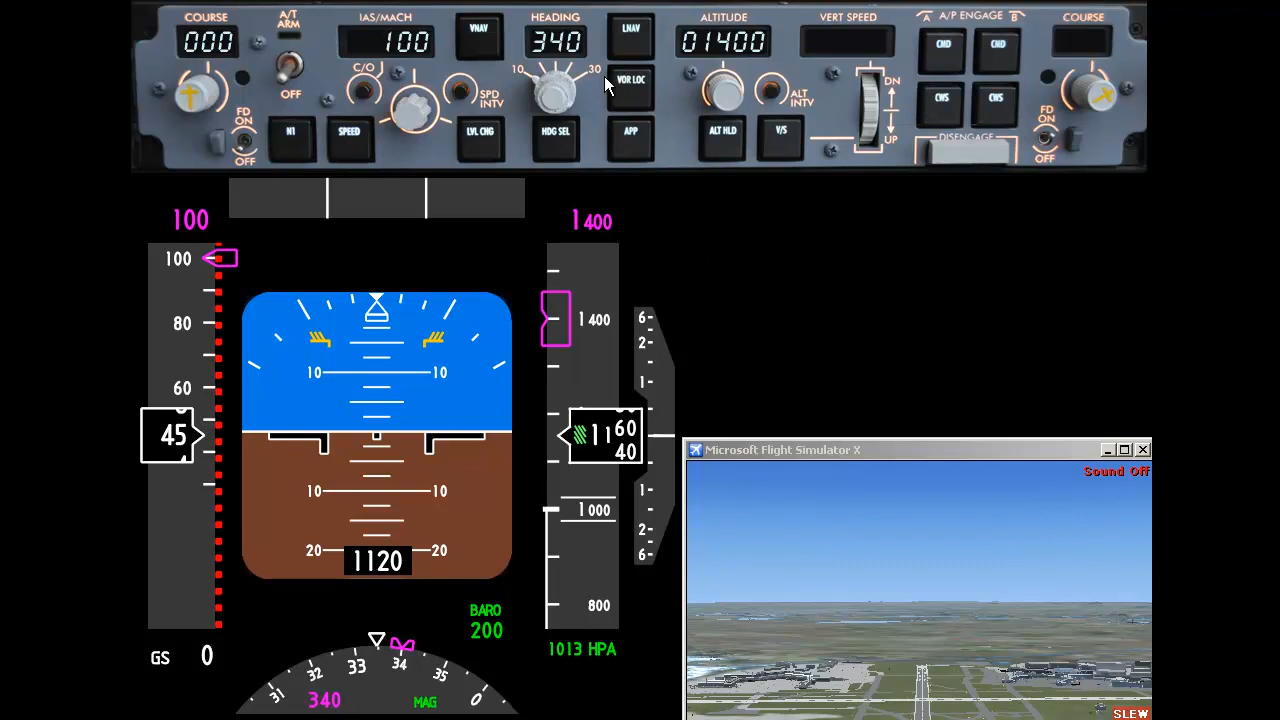 COURSE A/T ARM IAS/MACH HEADING ALTITUDE VERT SPEED A A/P ENGAGE B COURSE
000 100 VNAV 340 LNAV 01400 CMD CMD
C/O 10 30 VOR LOC DN
OFF SPD INTV ALT INTV CWS CWS
FD ON FD ON
N1 SPEED LVL CHG HDG SEL APP ALT HLD V/S UP DISENGAGE
OFF OFF
100 1400
100
80
60
45
10 10
10 10
20 20
1120
1400
1160
40
1000
800
6
2
1
1
2
6
BARO
200
1013 HPA
GS 0
31 32 33 34 35 0
340 MAG
Microsoft Flight Simulator X
Sound Off
SLEW